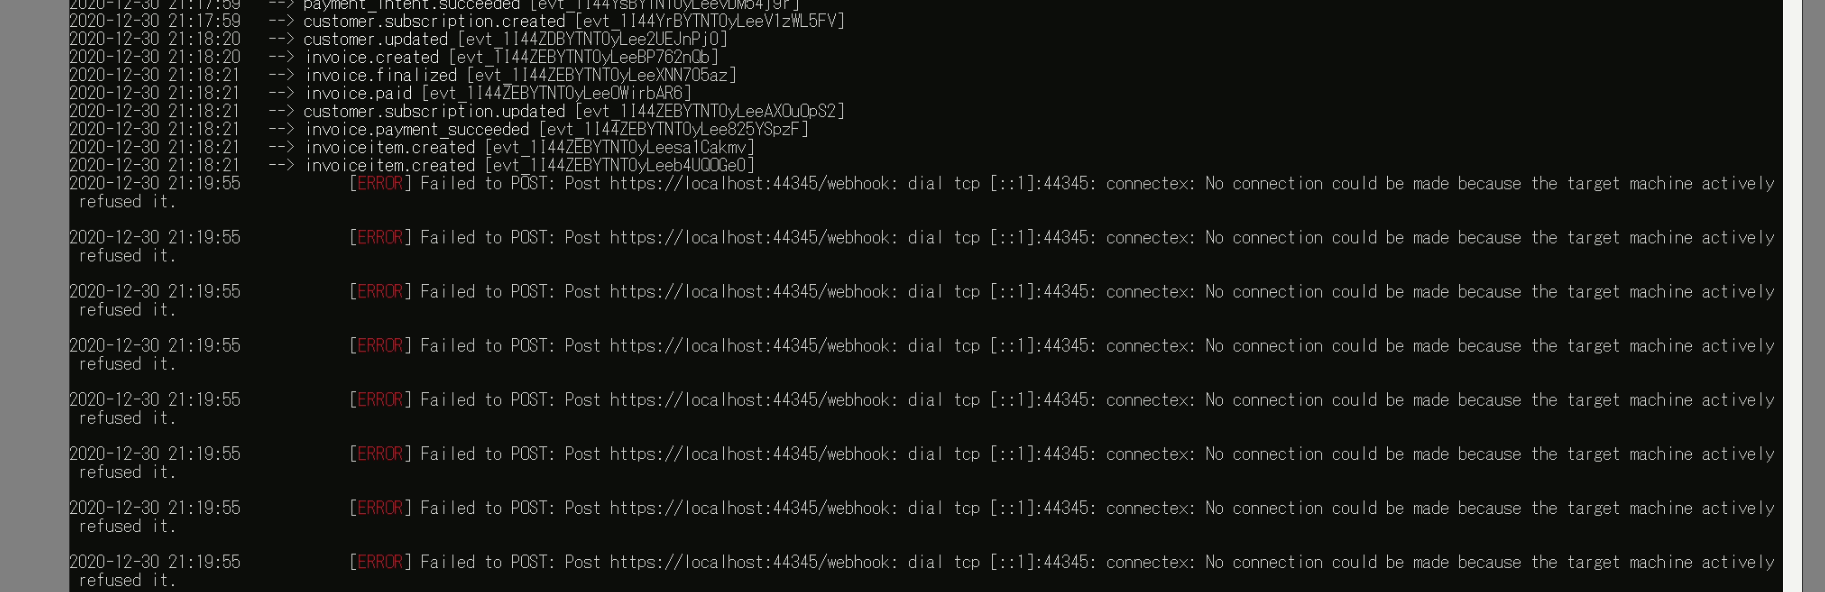 2020-12-30 21:17:59   --> payment_intent.succeeded
2020-12-30 21:17:59   --> customer.subscription.created [evt_1I44YrBYTNTOyLeeV1zWL5FV]
2020-12-30 21:18:20   --> customer.updated [evt_1I44ZDBYTNTOyLee2UEJnPj0]
2020-12-30 21:18:20   --> invoice.created [evt_1I44ZEBYTNTOyLeeBP762nQb]
2020-12-30 21:18:21   --> invoice.finalized [evt_1I44ZEBYTNTOyLeeXNN705az]
2020-12-30 21:18:21   --> invoice.paid [evt_1I44ZEBYTNTOyLee0WirbAR6]
2020-12-30 21:18:21   --> customer.subscription.updated [evt_1I44ZEBYTNTOyLeeAXOuOpS2]
2020-12-30 21:18:21   --> invoice.payment_succeeded [evt_1I44ZEBYTNTOyLee825YSpzF]
2020-12-30 21:18:21   --> invoiceitem.created [evt_1I44ZEBYTNTOyLeesa1Cakmv]
2020-12-30 21:18:21   --> invoiceitem.created [evt_1I44ZEBYTNTOyLeeb4UQOGe0]
2020-12-30 21:19:55            [ERROR] Failed to POST: Post https://localhost:44345/webhook: dial tcp [::1]:44345: connectex: No connection could be made because the target machine actively
refused it.
2020-12-30 21:19:55            [ERROR] Failed to POST: Post https://localhost:44345/webhook: dial tcp [::1]:44345: connectex: No connection could be made because the target machine actively
refused it.
2020-12-30 21:19:55            [ERROR] Failed to POST: Post https://localhost:44345/webhook: dial tcp [::1]:44345: connectex: No connection could be made because the target machine actively
refused it.
2020-12-30 21:19:55            [ERROR] Failed to POST: Post https://localhost:44345/webhook: dial tcp [::1]:44345: connectex: No connection could be made because the target machine actively
refused it.
2020-12-30 21:19:55            [ERROR] Failed to POST: Post https://localhost:44345/webhook: dial tcp [::1]:44345: connectex: No connection could be made because the target machine actively
refused it.
2020-12-30 21:19:55            [ERROR] Failed to POST: Post https://localhost:44345/webhook: dial tcp [::1]:44345: connectex: No connection could be made because the target machine actively
refused it.
2020-12-30 21:19:55            [ERROR] Failed to POST: Post https://localhost:44345/webhook: dial tcp [::1]:44345: connectex: No connection could be made because the target machine actively
refused it.
2020-12-30 21:19:55            [ERROR] Failed to POST: Post https://localhost:44345/webhook: dial tcp [::1]:44345: connectex: No connection could be made because the target machine actively
refused it.